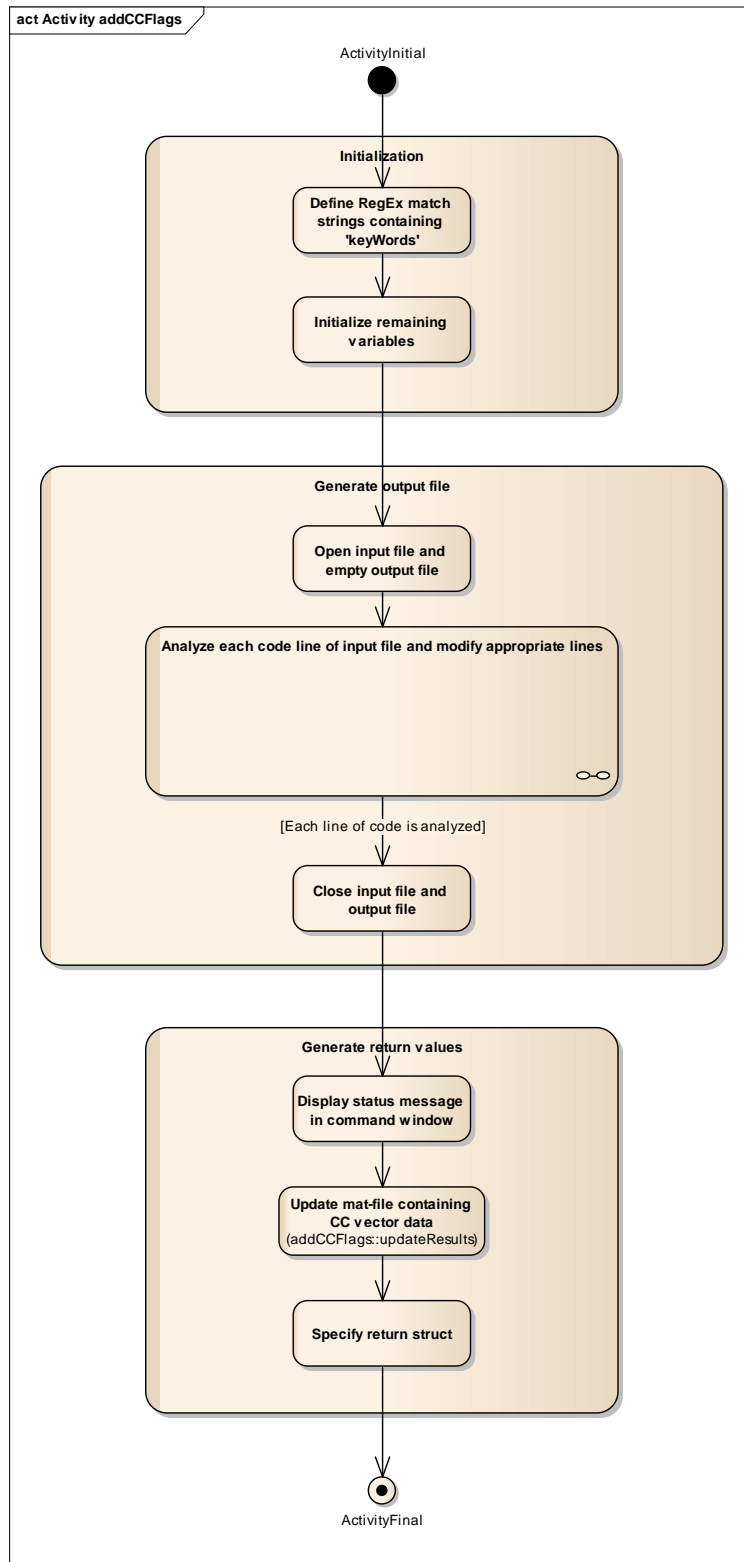 act Activity addCCFlags
ActivityInitial
Initialization
Define RegEx match
strings containing
'keyWords'
Initialize remaining
variables
Generate output file
Open input file and
empty output file
Analyze each code line of input file and modify appropriate lines
[Each line of code is analyzed]
Close input file and
output file
Generate return values
Display status message
in command window
Update mat-file containing
CC vector data
(addCCFlags::updateResults)
Specify return struct
ActivityFinal